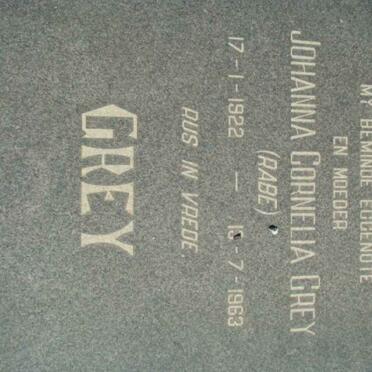 MY BEMINDE EGGENOTE
EN MOEDER
JOHANNA CORNELIA GREY
(RABE)
17 - 1 - 1922 — - 7 - 1963
RUS IN VREDE.
GREY